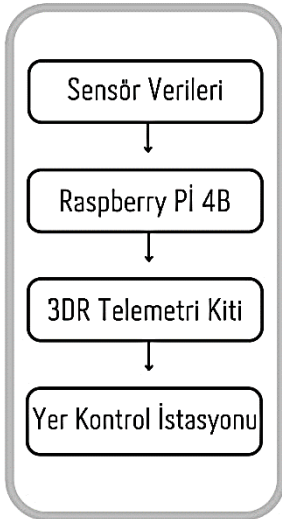 Sensör Verileri
Raspberry Pİ 4B
3DR Telemetri Kiti
Yer Kontrol İstasyonu